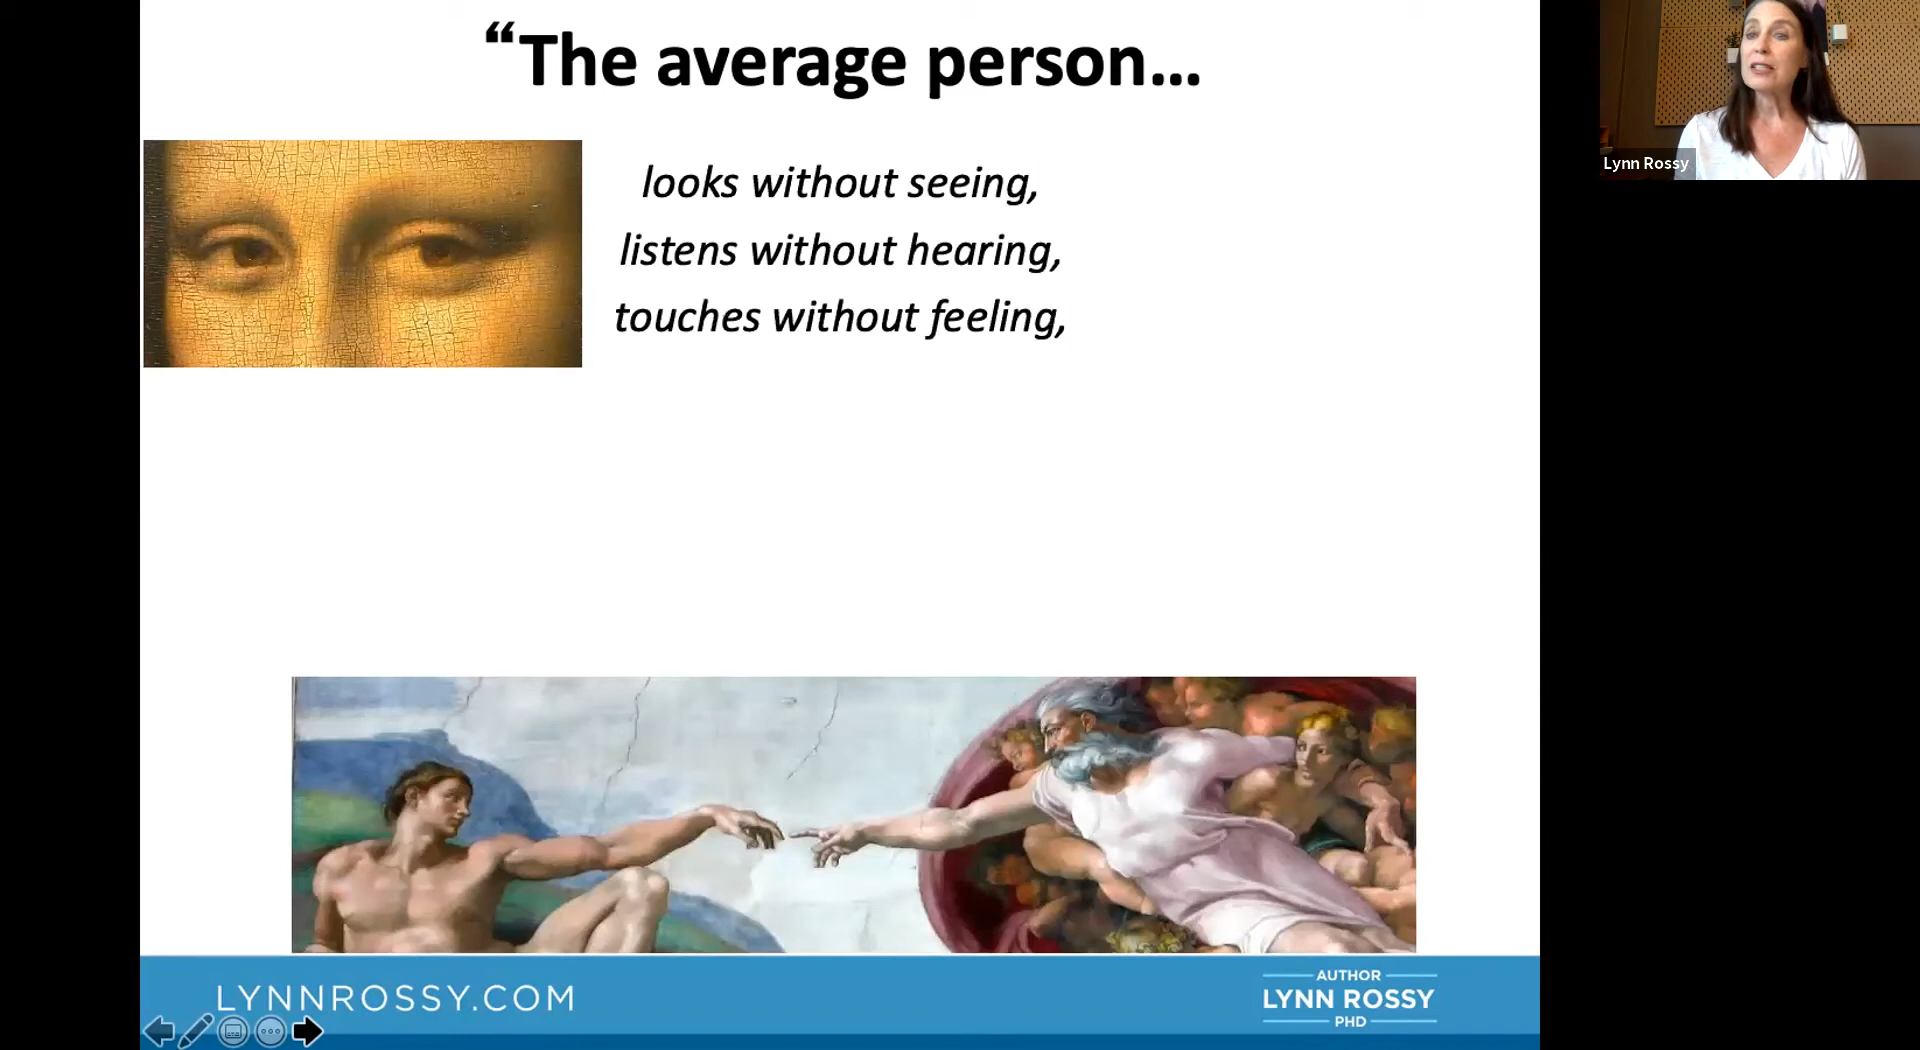 “The average person...
looks without seeing,
listens without hearing,
touches without feeling,
Lynn Rossy
LYNNROSSY.COM
AUTHOR
LYNN ROSSY
PHD